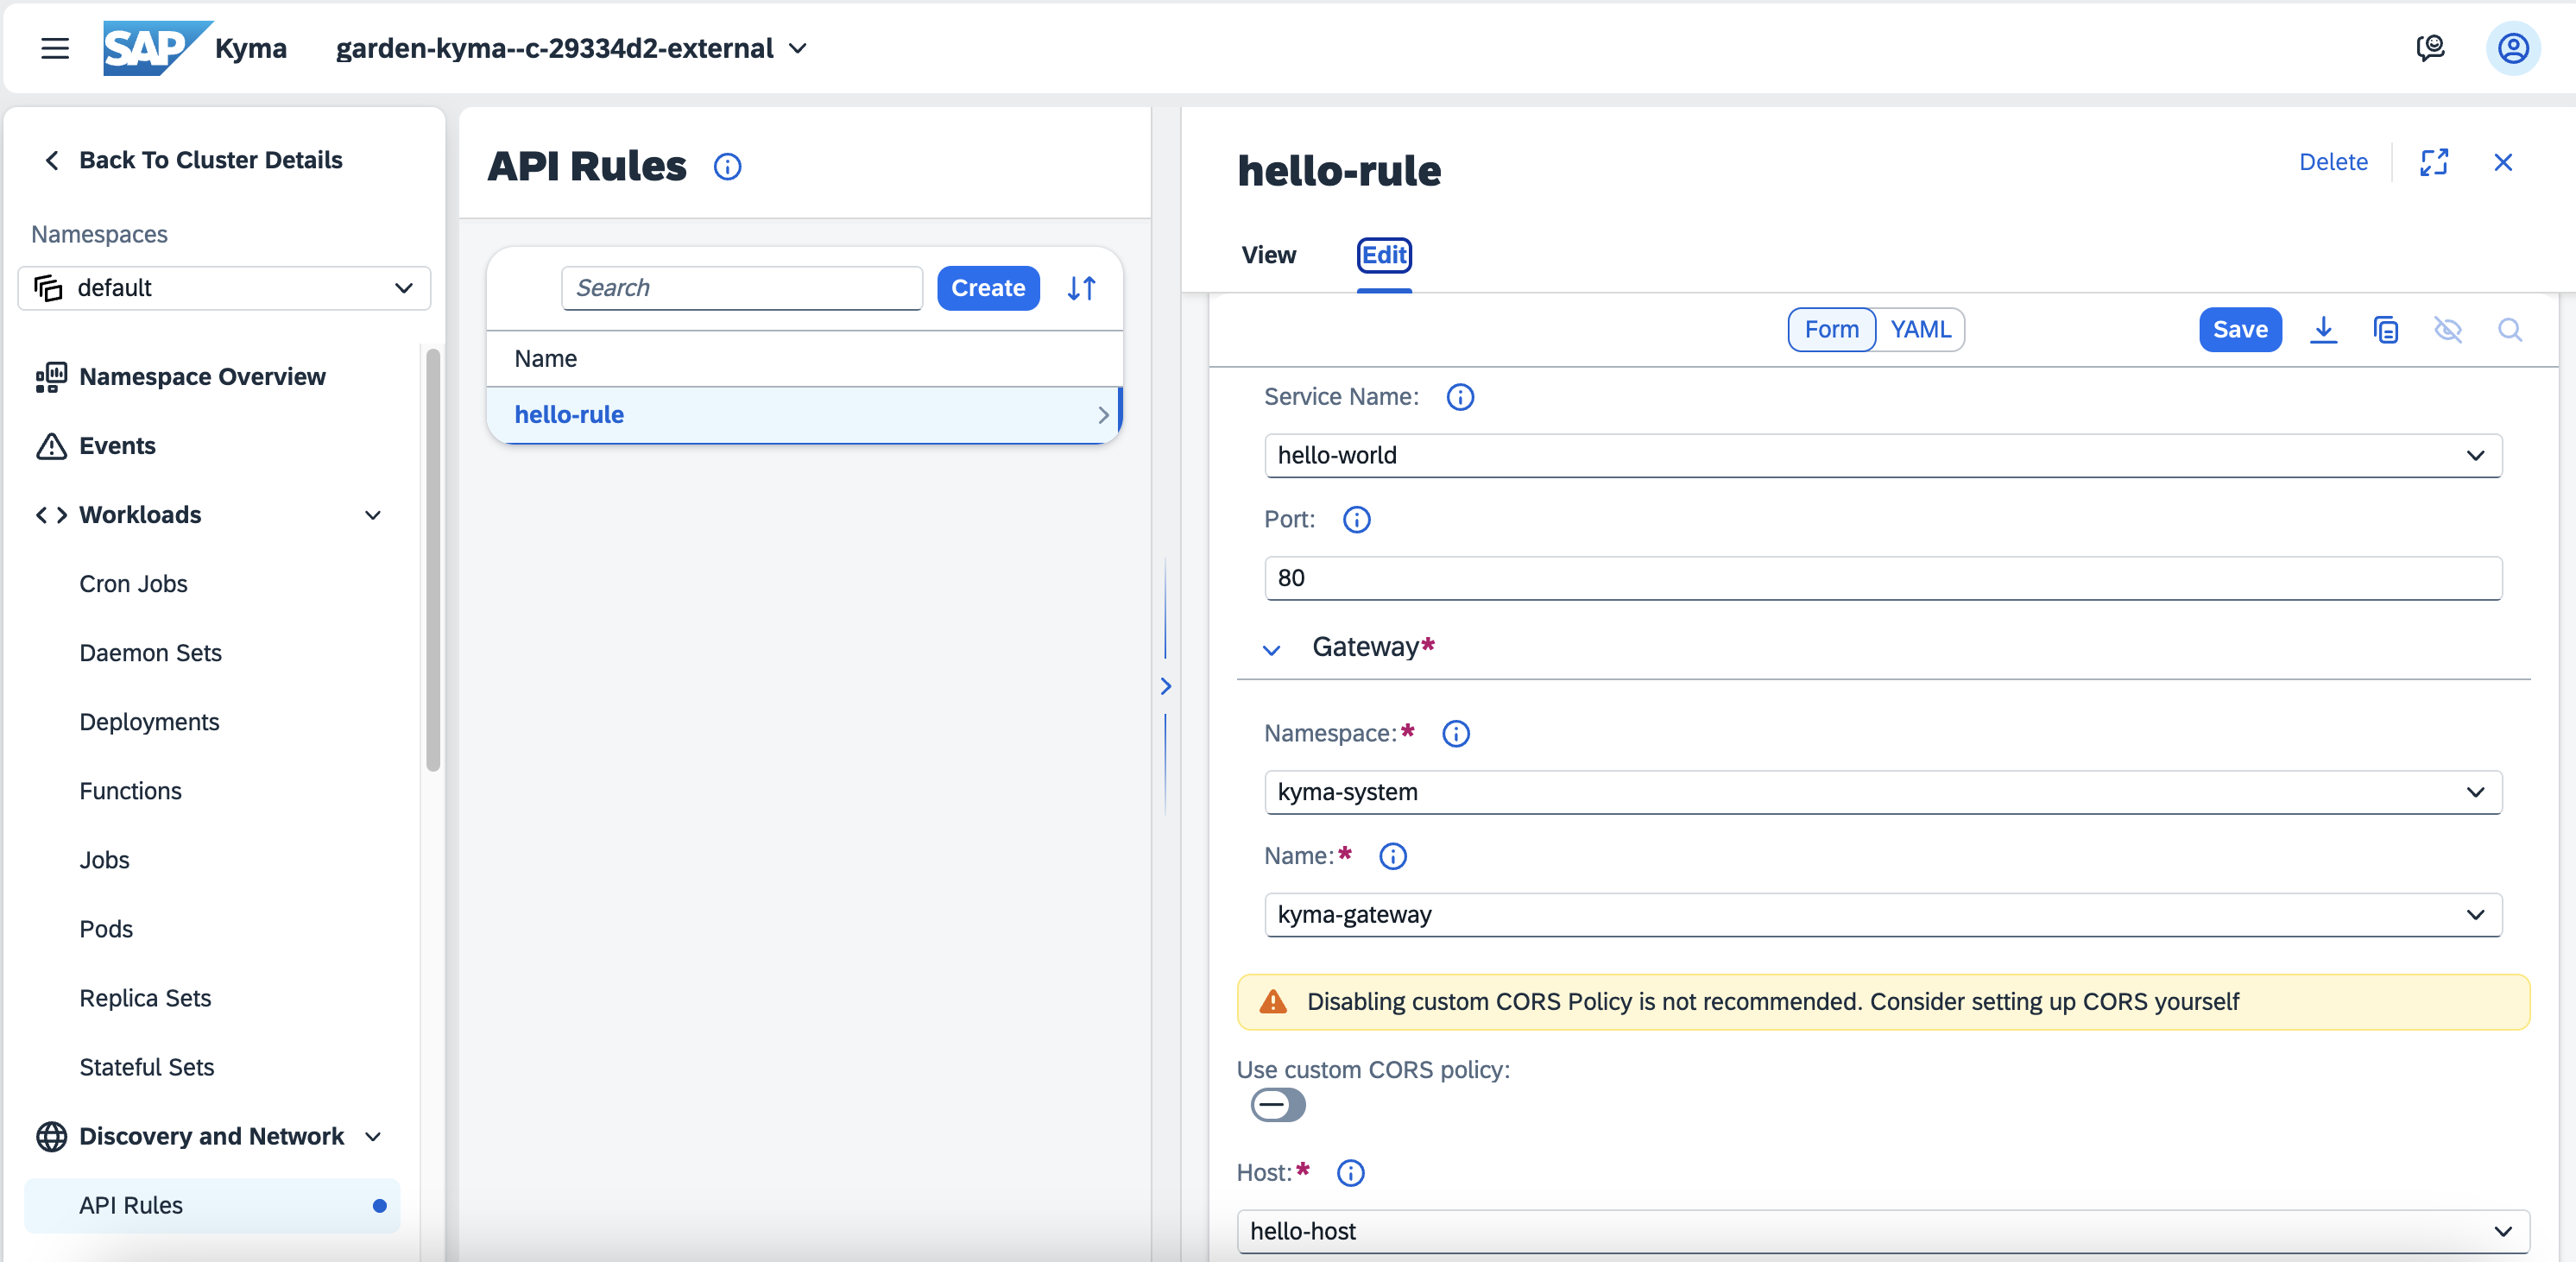 SAP Kyma garden-kyma--c-29334d2-external
Back To Cluster Details
Namespaces
default
Namespace Overview
Events
Workloads
Cron Jobs
Daemon Sets
Deployments
Functions
Jobs
Pods
Replica Sets
Stateful Sets
Discovery and Network
API Rules
API Rules
Search Create
Name
hello-rule
hello-rule
Delete
View Edit
Form YAML Save
Service Name:
hello-world
Port:
80
Gateway*
Namespace:*
kyma-system
Name:*
kyma-gateway
Disabling custom CORS Policy is not recommended. Consider setting up CORS yourself
Use custom CORS policy:
Host:*
hello-host